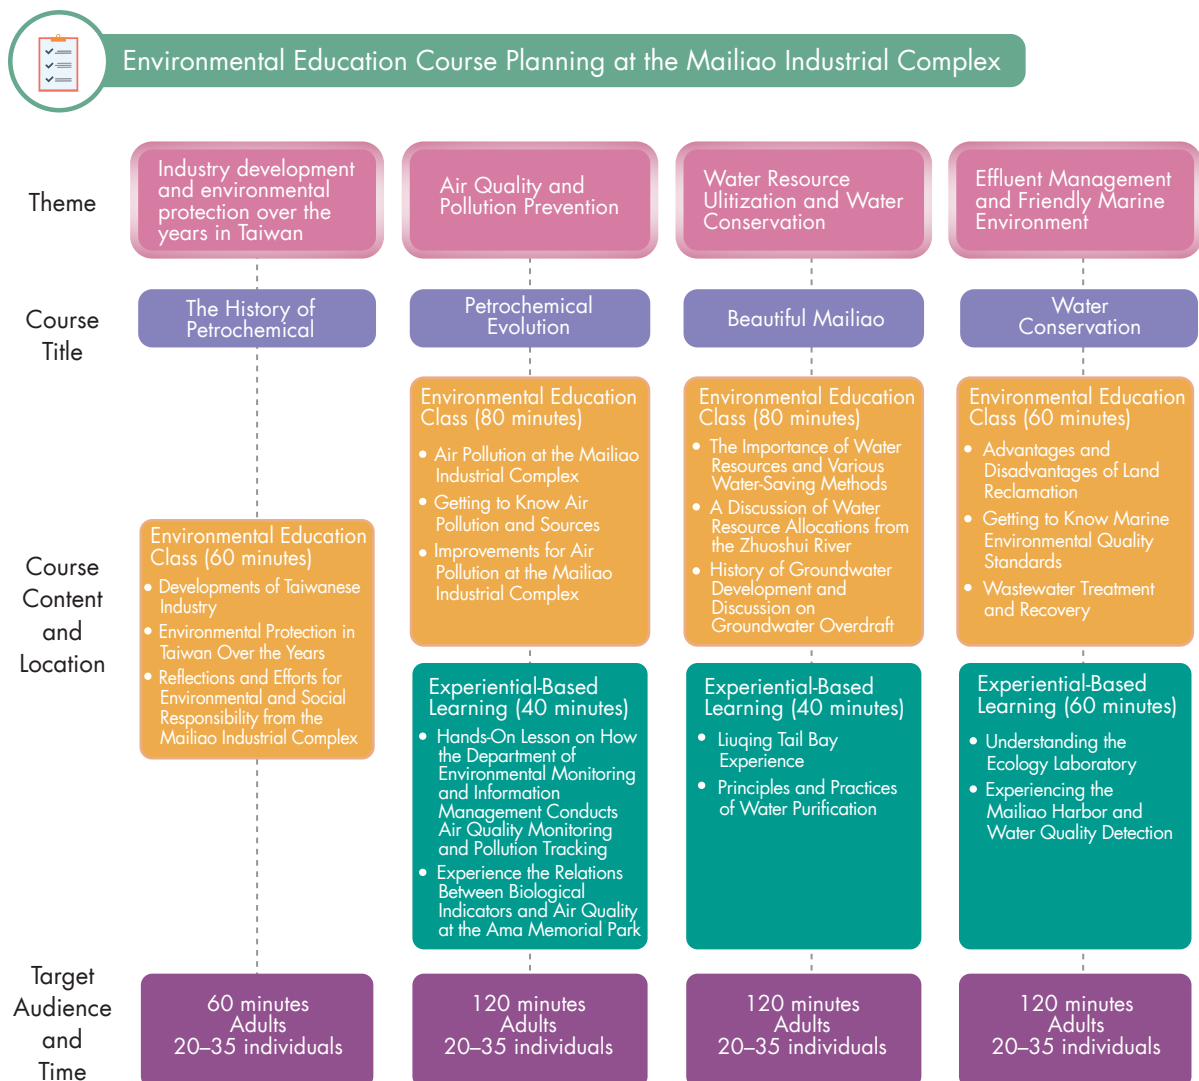 Environmental Education Course Planning at the Mailiao Industrial Complex
Theme
Industry development
and environmental
protection over the
years in Taiwan
Air Quality and
Pollution Prevention
Water Resource
Ulitization and Water
Conservation
Effluent Management
and Friendly Marine
Environment
Course
Title
The History of
Petrochemical
Petrochemical
Evolution
Beautiful Mailiao
Water
Conservation
Course
Content
and
Location
Environmental Education
Class (60 minutes)
• Developments of Taiwanese
Industry
• Environmental Protection in
Taiwan Over the Years
• Reflections and Efforts for
Environmental and Social
Responsibility from the
Mailiao Industrial Complex
Environmental Education
Class (80 minutes)
• Air Pollution at the Mailiao
Industrial Complex
• Getting to Know Air
Pollution and Sources
• Improvements for Air
Pollution at the Mailiao
Industrial Complex
Experiential-Based
Learning (40 minutes)
• Hands-On Lesson on How
the Department of
Environmental Monitoring
and Information
Management Conducts
Air Quality Monitoring
and Pollution Tracking
• Experience the Relations
Between Biological
Indicators and Air Quality
at the Ama Memorial Park
Environmental Education
Class (80 minutes)
• The Importance of Water
Resources and Various
Water-Saving Methods
• A Discussion of Water
Resource Allocations from
the Zhuoshui River
• History of Groundwater
Development and
Discussion on
Groundwater Overdraft
Experiential-Based
Learning (40 minutes)
• Liuqing Tail Bay
Experience
• Principles and Practices
of Water Purification
Environmental Education
Class (60 minutes)
• Advantages and
Disadvantages of Land
Reclamation
• Getting to Know Marine
Environmental Quality
Standards
• Wastewater Treatment
and Recovery
Experiential-Based
Learning (60 minutes)
• Understanding the
Ecology Laboratory
• Experiencing the
Mailiao Harbor and
Water Quality Detection
Target
Audience
and
Time
60 minutes
Adults
20–35 individuals
120 minutes
Adults
20–35 individuals
120 minutes
Adults
20–35 individuals
120 minutes
Adults
20–35 individuals